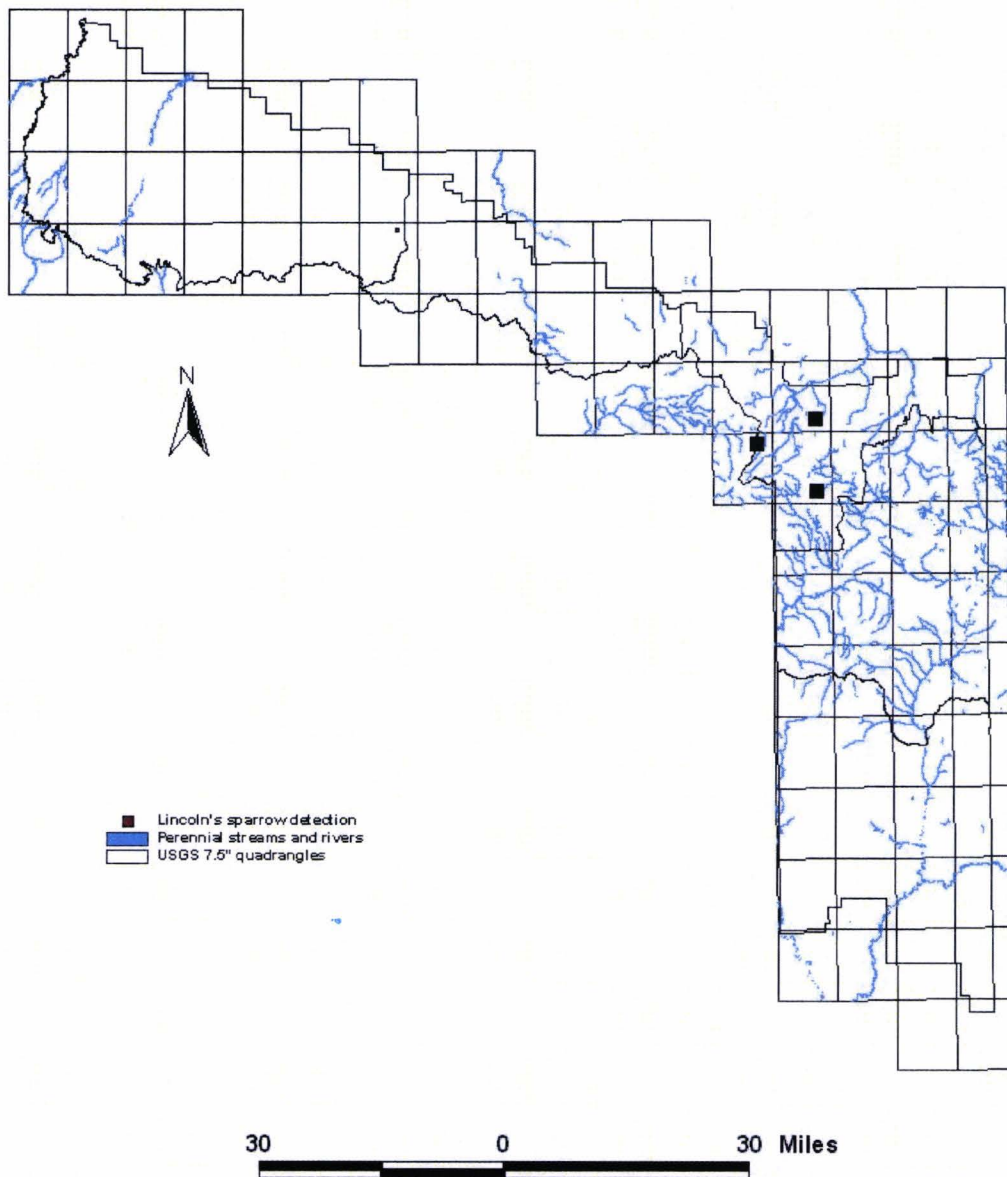 N
Lincoln's sparrow detection
Perennial streams and rivers
USGS 7.5" quadrangles
30 0 30 Miles